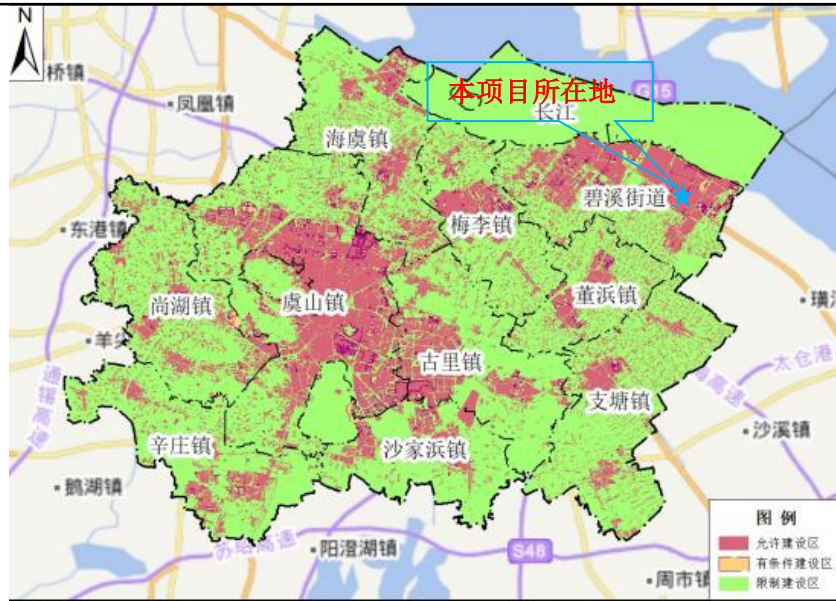 N
桥镇
凤凰镇
本项目所在地
G15
长江
海虞镇
碧溪街道
梅李镇
东港镇
董浜镇
尚湖镇
虞山镇
古里镇
支塘镇
太仓港
通锡高速
沙溪镇
辛庄镇
沙家浜镇
鹅湖镇
阳澄湖镇
S48
周市镇
图例
允许建设区
有条件建设区
限制建设区